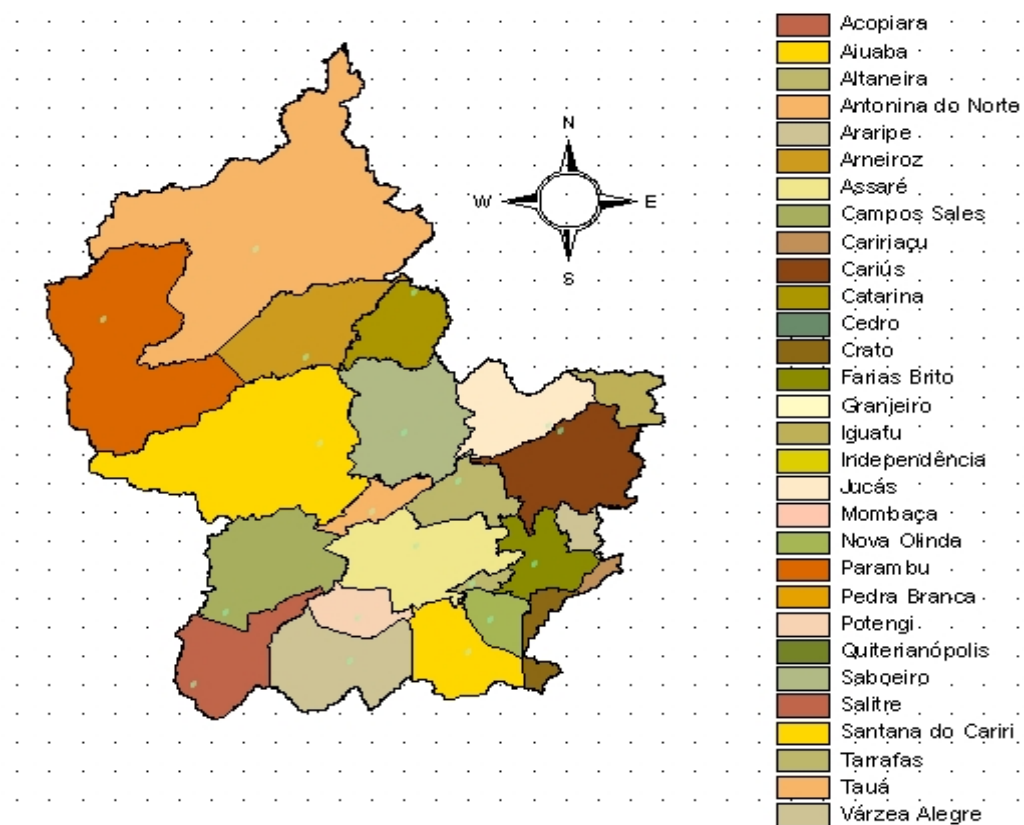 N
W
E
S
Acopiara
Aiuaba
Altaneira
Antonina do Norte
Araripe
Arneiroz
Assaré
Campos Sales
Caririaçu
Cariús
Catarina
Cedro
Crato
Farias Brito
Granjeiro
Iguatu
Independência
Jucás
Mombaça
Nova Olinda
Parambu
Pedra Branca
Potengi
Quiterianópolis
Saboeiro
Salitre
Santana do Cariri
Tarrafas
Tauá
Várzea Alegre